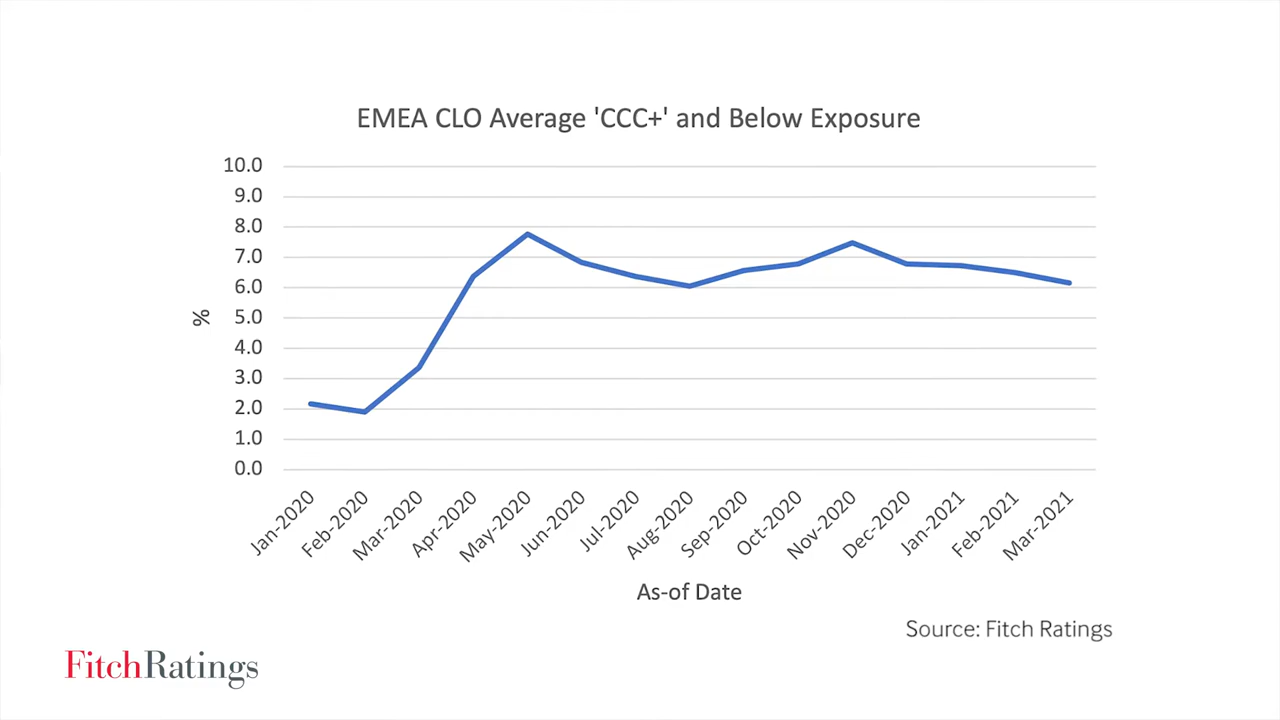 EMEA CLO Average 'CCC+' and Below Exposure
10.0
9.0
8.0
7.0
6.0
5.0
4.0
3.0
2.0
1.0
0.0
%
Jan-2020
Feb-2020
Mar-2020
Apr-2020
May-2020
Jun-2020
Jul-2020
Aug-2020
Sep-2020
Oct-2020
Nov-2020
Dec-2020
Jan-2021
Feb-2021
Mar-2021
As-of Date
Source: Fitch Ratings
FitchRatings